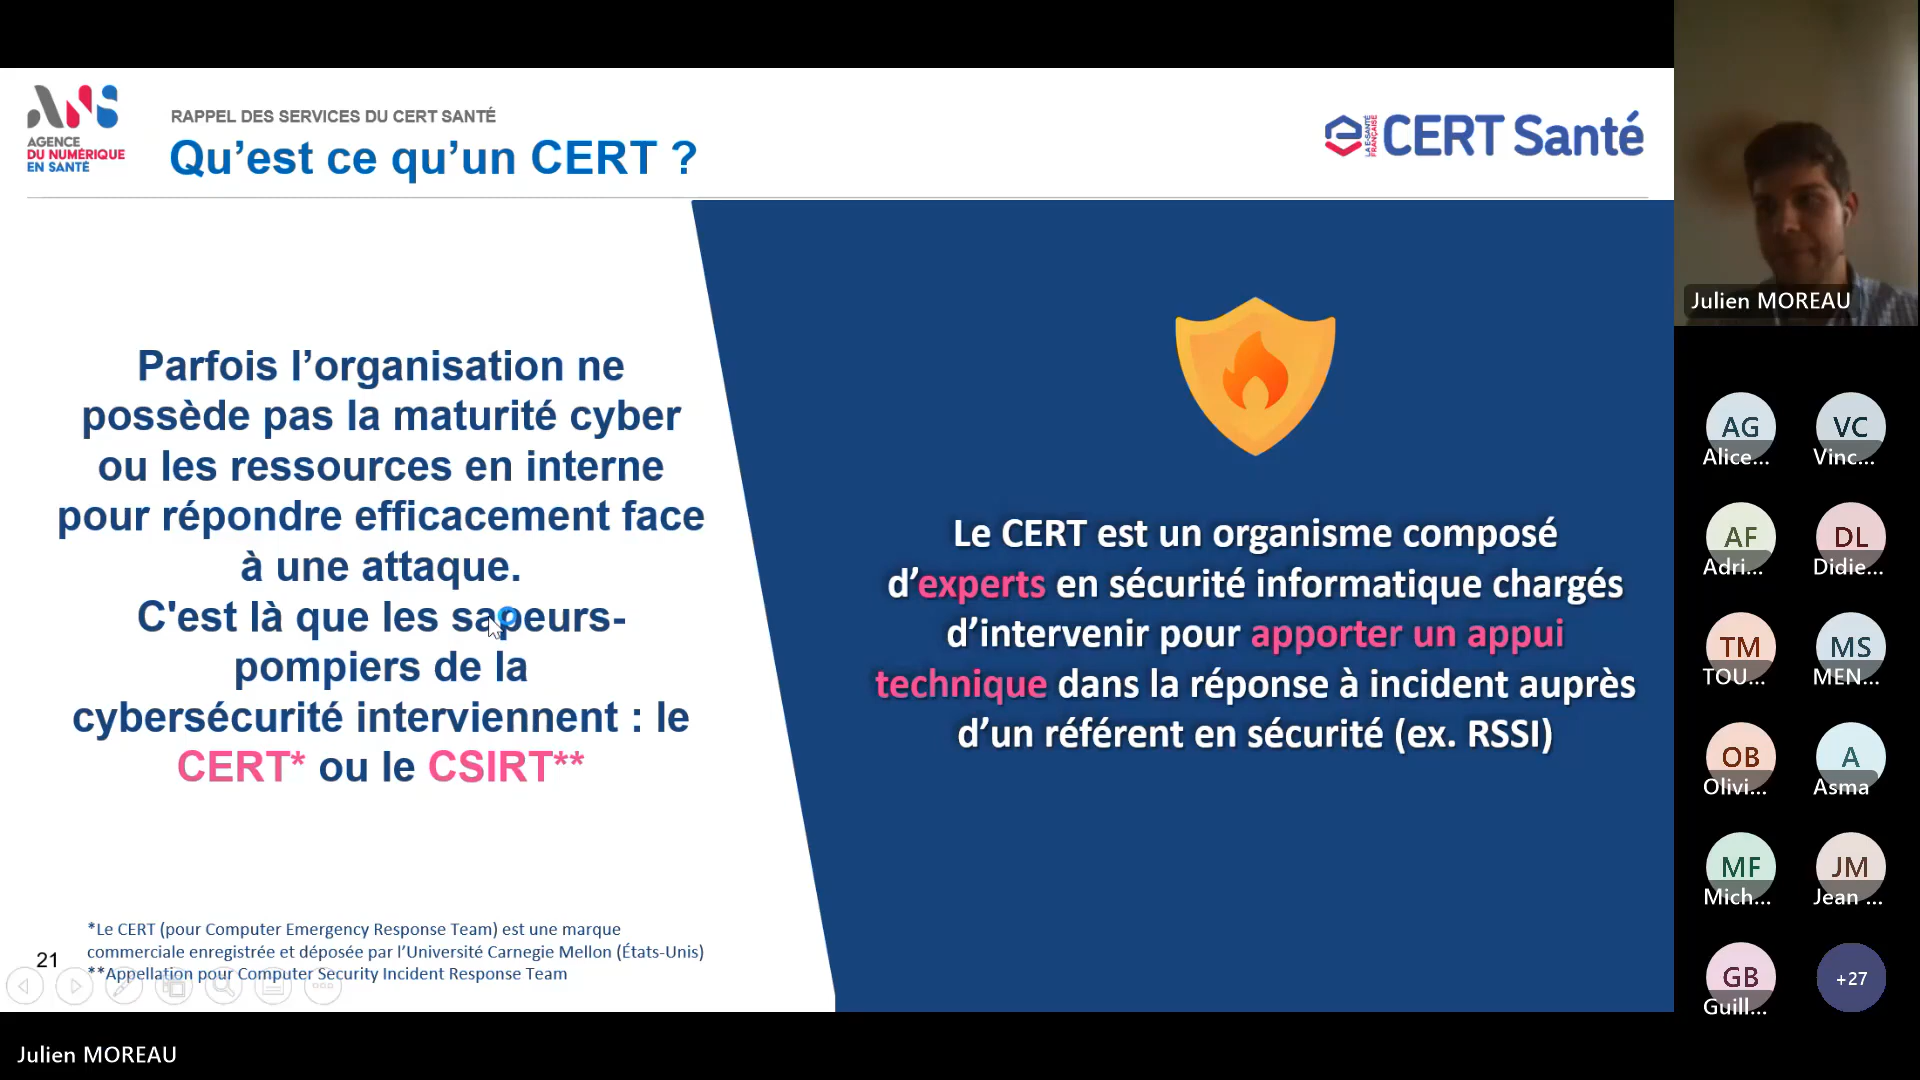 ANS
AGENCE
DU NUMÉRIQUE
EN SANTÉ
RAPPEL DES SERVICES DU CERT SANTÉ
Qu’est ce qu’un CERT ?
LA E-SANTÉ
FRANÇAISE
CERT Santé
Parfois l’organisation ne
possède pas la maturité cyber
ou les ressources en interne
pour répondre efficacement face
à une attaque.
C'est là que les sapeurs-
pompiers de la
cybersécurité interviennent : le
CERT* ou le CSIRT**
Le CERT est un organisme composé
d’experts en sécurité informatique chargés
d’intervenir pour apporter un appui
technique dans la réponse à incident auprès
d’un référent en sécurité (ex. RSSI)
*Le CERT (pour Computer Emergency Response Team) est une marque
commerciale enregistrée et déposée par l’Université Carnegie Mellon (États-Unis)
**Appellation pour Computer Security Incident Response Team
21
Julien MOREAU
Julien MOREAU
AG
Alice...
VC
Vinc...
AF
Adri...
DL
Didie...
TM
TOU...
MS
MEN...
OB
Olivi...
A
Asma
MF
Mich...
JM
Jean ...
GB
Guill...
+27